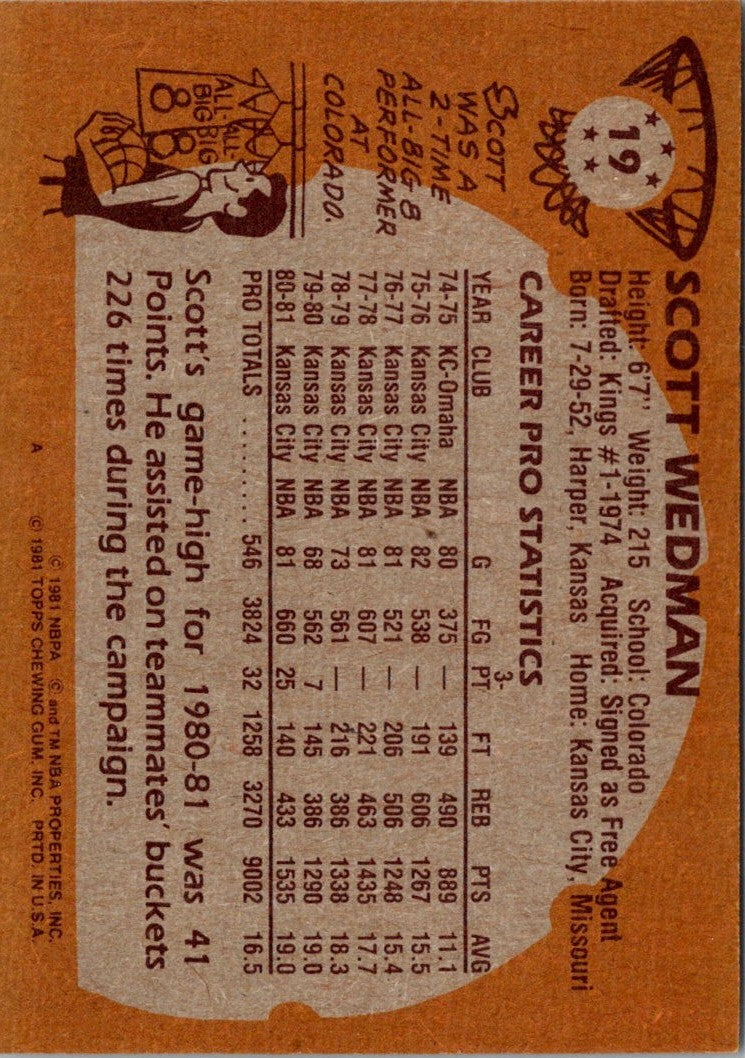 19
SCOTT WEDMAN
Height: 6'7" Weight: 215 School: Colorado
Drafted: Kings #1-1974 Acquired: Signed as Free Agent
Born: 7-29-52, Harper, Kansas Home: Kansas City, Missouri
CAREER PRO STATISTICS
YEAR CLUB G FG 3-PT FT REB PTS AVG
74-75 KC-Omaha NBA 80 375 — 139 490 889 11.1
75-76 Kansas City NBA 82 538 — 191 606 1267 15.5
76-77 Kansas City NBA 81 521 — 206 506 1248 15.4
77-78 Kansas City NBA 81 607 — 221 463 1435 17.7
78-79 Kansas City NBA 73 561 — 216 386 1338 18.3
79-80 Kansas City NBA 68 562 7 145 386 1290 19.0
80-81 Kansas City NBA 81 660 25 140 433 1535 19.0
PRO TOTALS .......... 546 3824 32 1258 3270 9002 16.5
Scott's game-high for 1980-81 was 41
Points. He assisted on teammates' buckets
226 times during the campaign.
SCOTT
WAS A
2-TIME
ALL-BIG 8
PERFORMER
AT
COLORADO.
ALL-
BIG
8
ALL
BIG
8
A
© 1981 NBPA © and TM NBA PROPERTIES, INC.
© 1981 TOPPS CHEWING GUM, INC. PRTD. IN U.S.A.